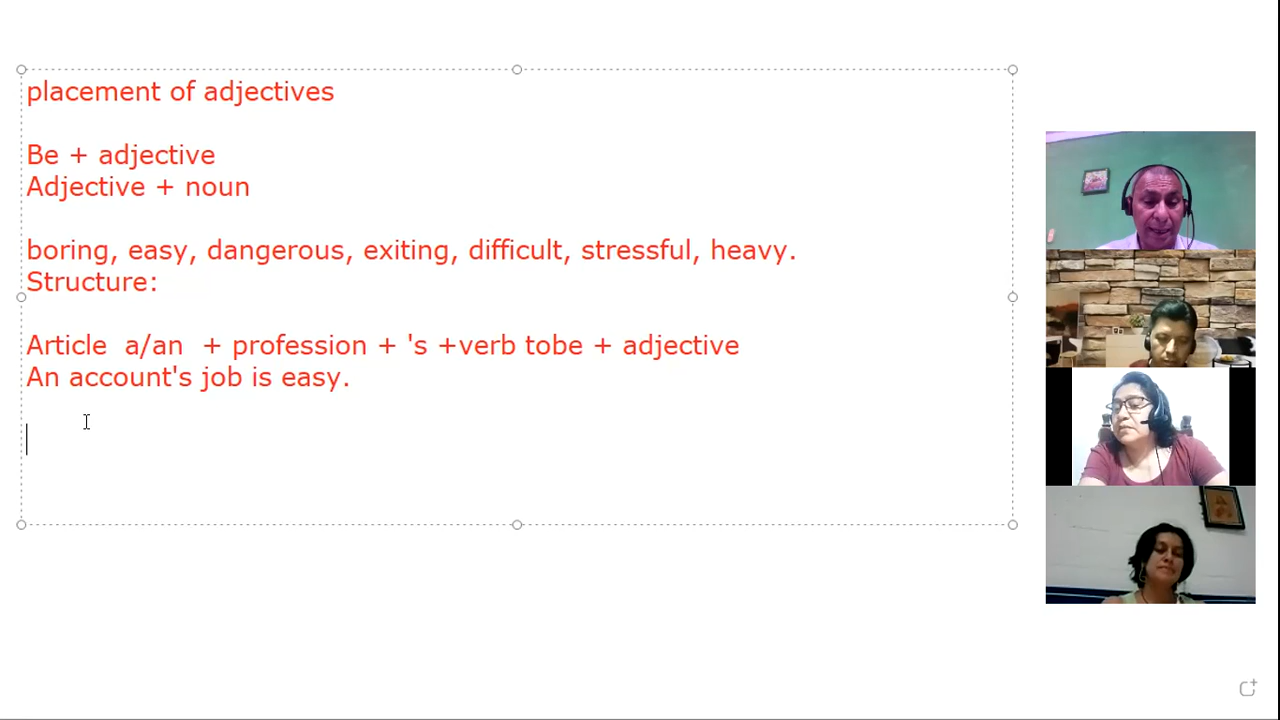 placement of adjectives
Be + adjective
Adjective + noun
boring, easy, dangerous, exiting, difficult, stressful, heavy.
Structure:
Article  a/an  + profession + 's +verb tobe + adjective
An account's job is easy.